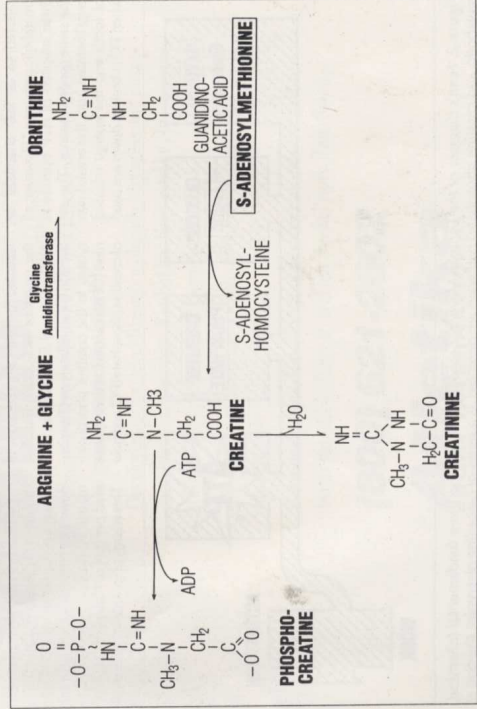 ARGININE + GLYCINE
Glycine
Amidinotransferase
ORNITHINE
NH₂
C = NH
NH
CH₂
COOH
GUANIDINO-
ACETIC ACID
S-ADENOSYLMETHIONINE
S-ADENOSYL-
HOMOCYSTEINE
NH₂
C = NH
N – CH3
CH₂
COOH
CREATINE
ATP
ADP
O
–O–P–O–
HN
C = NH
CH₃–N
CH₂
C
–O O
PHOSPHO-
CREATINE
H₂O
NH
C
CH₃–N NH
H₂C–C=O
CREATININE